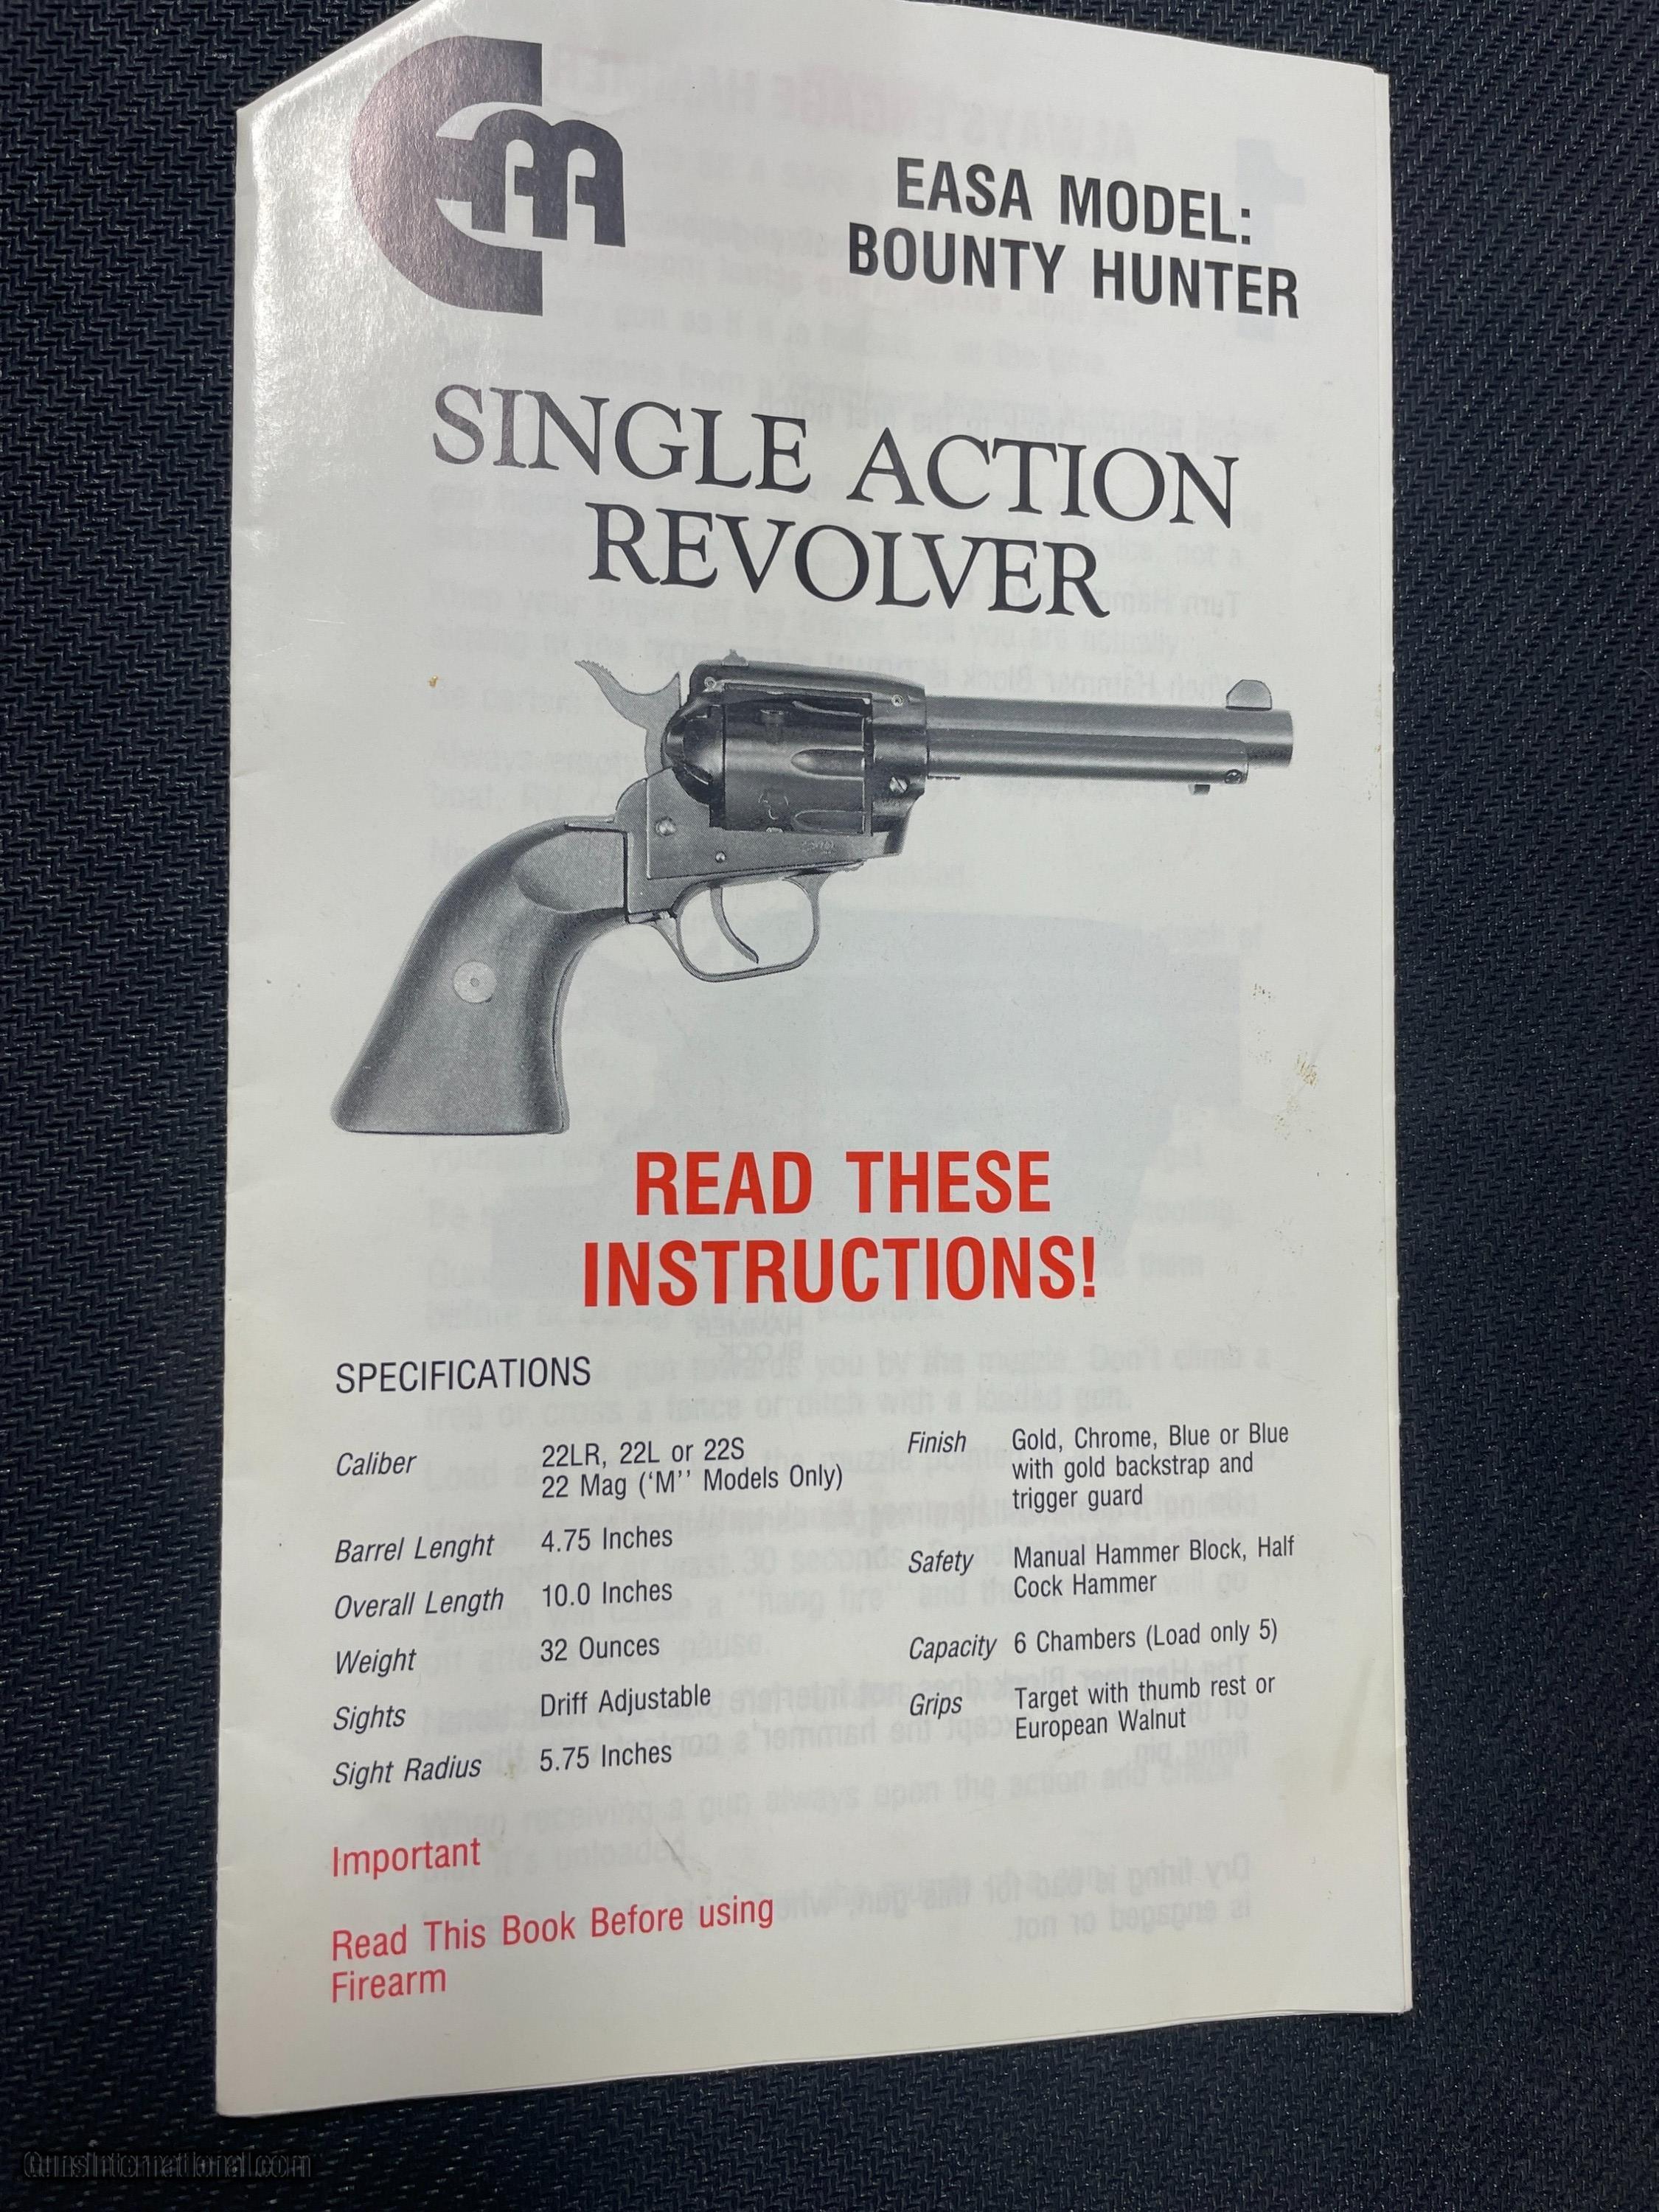 EM
EASA MODEL:
BOUNTY HUNTER
SINGLE ACTION
REVOLVER
READ THESE
INSTRUCTIONS!
SPECIFICATIONS
Caliber 22LR, 22L or 22S
22 Mag ('M'' Models Only)
Barrel Lenght 4.75 Inches
Overall Length 10.0 Inches
Weight 32 Ounces
Sights Driff Adjustable
Sight Radius 5.75 Inches
Finish Gold, Chrome, Blue or Blue
with gold backstrap and
trigger guard
Safety Manual Hammer Block, Half
Cock Hammer
Capacity 6 Chambers (Load only 5)
Grips Target with thumb rest or
European Walnut
Important
Read This Book Before using
Firearm
GunsInternational.com